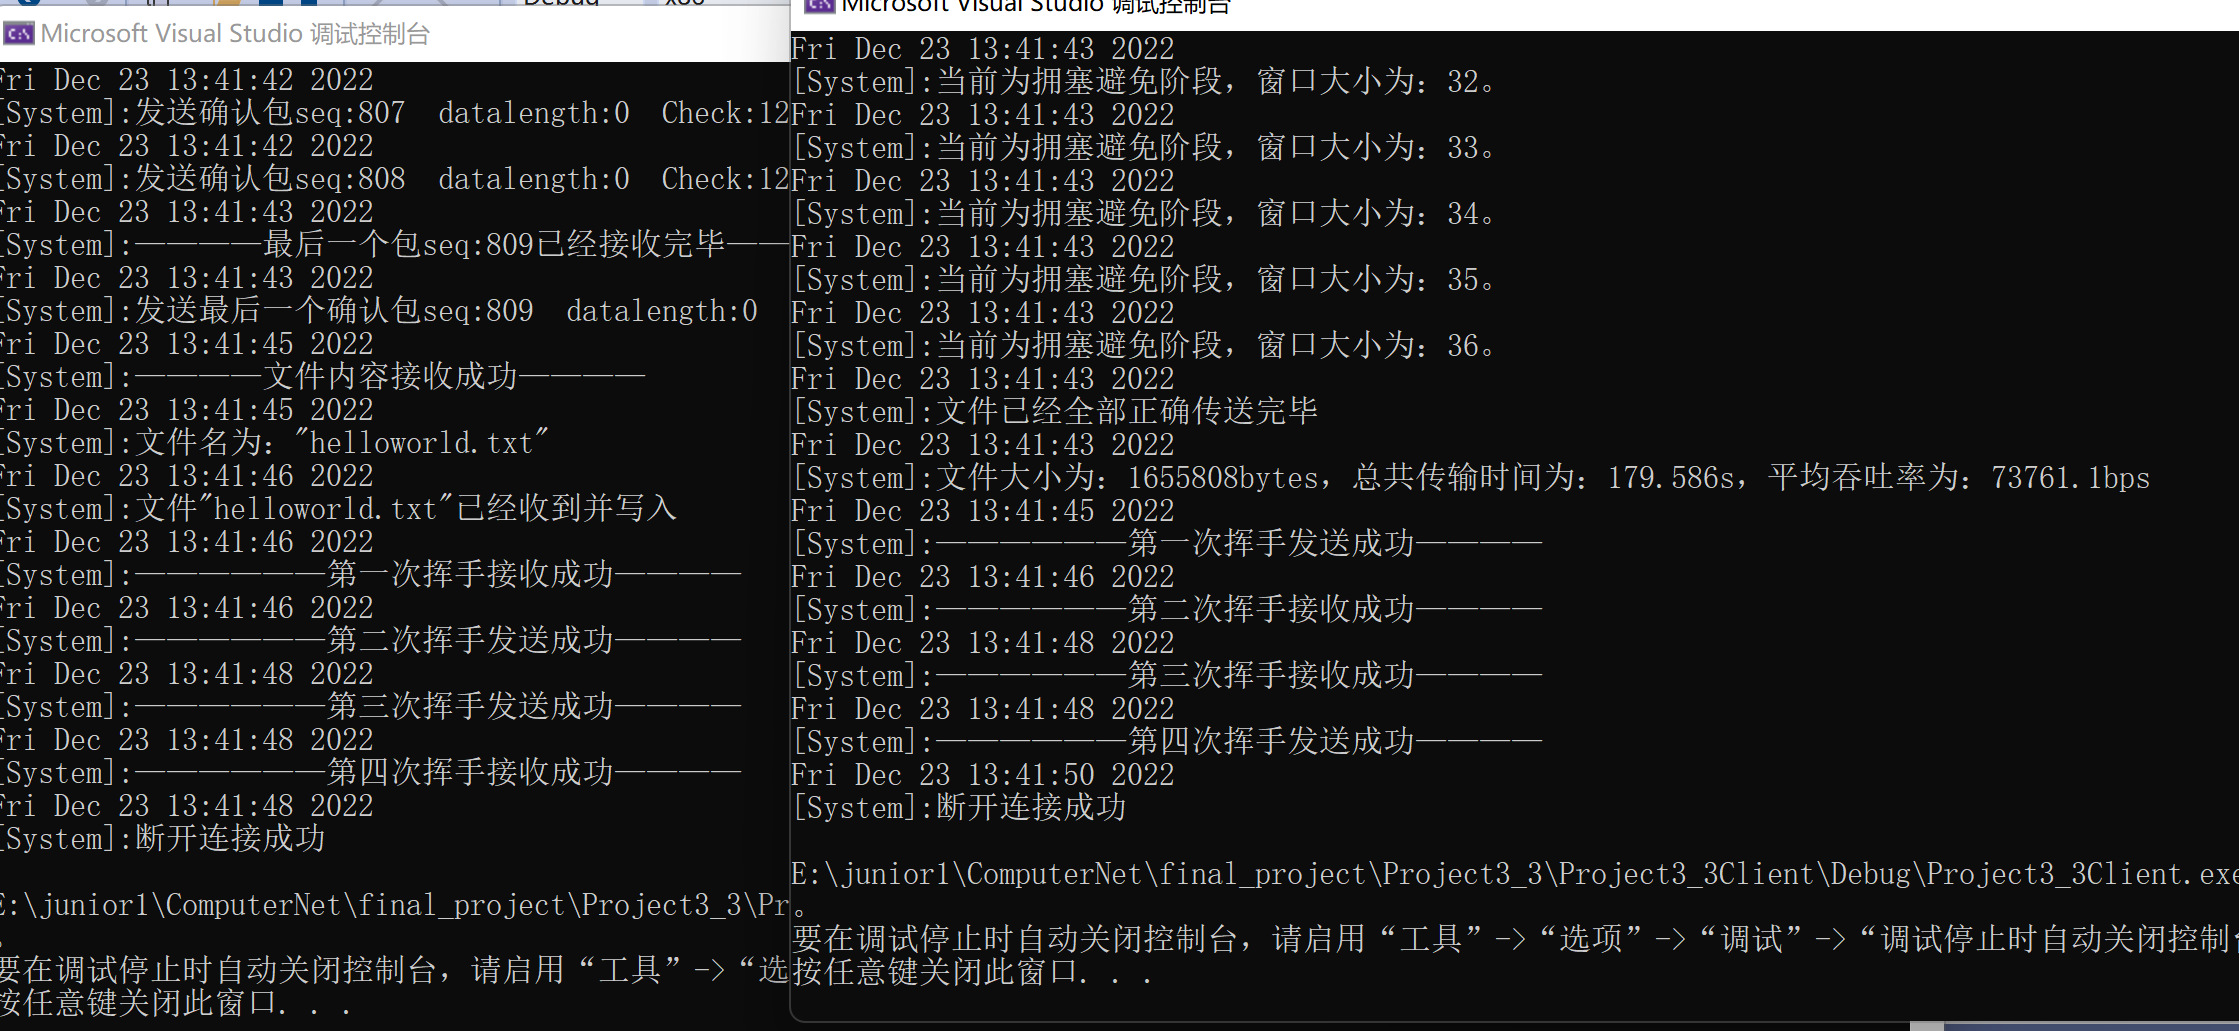 Debug
x86
Microsoft Visual Studio 调试控制台
Fri Dec 23 13:41:42 2022
[System]:发送确认包seq:807  datalength:0  Check:12
Fri Dec 23 13:41:42 2022
[System]:发送确认包seq:808  datalength:0  Check:12
Fri Dec 23 13:41:43 2022
[System]:————最后一个包seq:809已经接收完毕——
Fri Dec 23 13:41:43 2022
[System]:发送最后一个确认包seq:809  datalength:0
Fri Dec 23 13:41:45 2022
[System]:————文件内容接收成功————
Fri Dec 23 13:41:45 2022
[System]:文件名为："helloworld.txt"
Fri Dec 23 13:41:46 2022
[System]:文件"helloworld.txt"已经收到并写入
Fri Dec 23 13:41:46 2022
[System]:——————第一次挥手接收成功————
Fri Dec 23 13:41:46 2022
[System]:——————第二次挥手发送成功————
Fri Dec 23 13:41:48 2022
[System]:——————第三次挥手发送成功————
Fri Dec 23 13:41:48 2022
[System]:——————第四次挥手接收成功————
Fri Dec 23 13:41:48 2022
[System]:断开连接成功
E:\junior1\ComputerNet\final_project\Project3_3\Pr
。
要在调试停止时自动关闭控制台，请启用“工具”->“选
按任意键关闭此窗口. . .
Microsoft Visual Studio 调试控制台
Fri Dec 23 13:41:43 2022
[System]:当前为拥塞避免阶段，窗口大小为：32。
Fri Dec 23 13:41:43 2022
[System]:当前为拥塞避免阶段，窗口大小为：33。
Fri Dec 23 13:41:43 2022
[System]:当前为拥塞避免阶段，窗口大小为：34。
Fri Dec 23 13:41:43 2022
[System]:当前为拥塞避免阶段，窗口大小为：35。
Fri Dec 23 13:41:43 2022
[System]:当前为拥塞避免阶段，窗口大小为：36。
Fri Dec 23 13:41:43 2022
[System]:文件已经全部正确传送完毕
Fri Dec 23 13:41:43 2022
[System]:文件大小为：1655808bytes，总共传输时间为：179.586s，平均吞吐率为：73761.1bps
Fri Dec 23 13:41:45 2022
[System]:——————第一次挥手发送成功————
Fri Dec 23 13:41:46 2022
[System]:——————第二次挥手接收成功————
Fri Dec 23 13:41:48 2022
[System]:——————第三次挥手接收成功————
Fri Dec 23 13:41:48 2022
[System]:——————第四次挥手发送成功————
Fri Dec 23 13:41:50 2022
[System]:断开连接成功
E:\junior1\ComputerNet\final_project\Project3_3\Project3_3Client\Debug\Project3_3Client.exe
。
要在调试停止时自动关闭控制台，请启用“工具”->“选项”->“调试”->“调试停止时自动关闭控制
按任意键关闭此窗口. . .